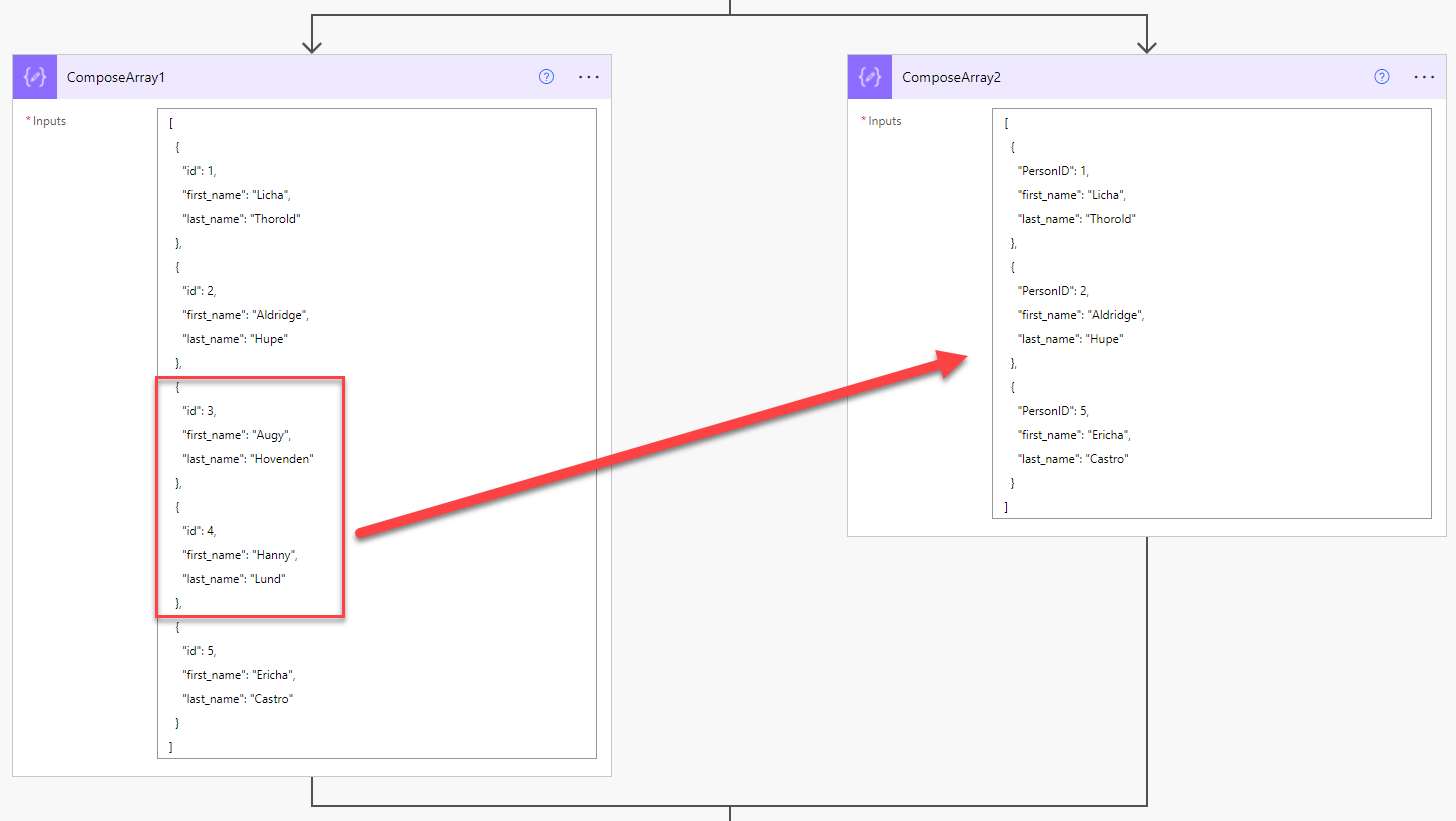 ComposeArray1
? ...
* Inputs
[
{
"id": 1,
"first_name": "Licha",
"last_name": "Thorold"
},
{
"id": 2,
"first_name": "Aldridge",
"last_name": "Hupe"
},
{
"id": 3,
"first_name": "Augy",
"last_name": "Hovenden"
},
{
"id": 4,
"first_name": "Hanny",
"last_name": "Lund"
},
{
"id": 5,
"first_name": "Ericha",
"last_name": "Castro"
}
]
ComposeArray2
? ...
* Inputs
[
{
"PersonID": 1,
"first_name": "Licha",
"last_name": "Thorold"
},
{
"PersonID": 2,
"first_name": "Aldridge",
"last_name": "Hupe"
},
{
"PersonID": 5,
"first_name": "Ericha",
"last_name": "Castro"
}
]